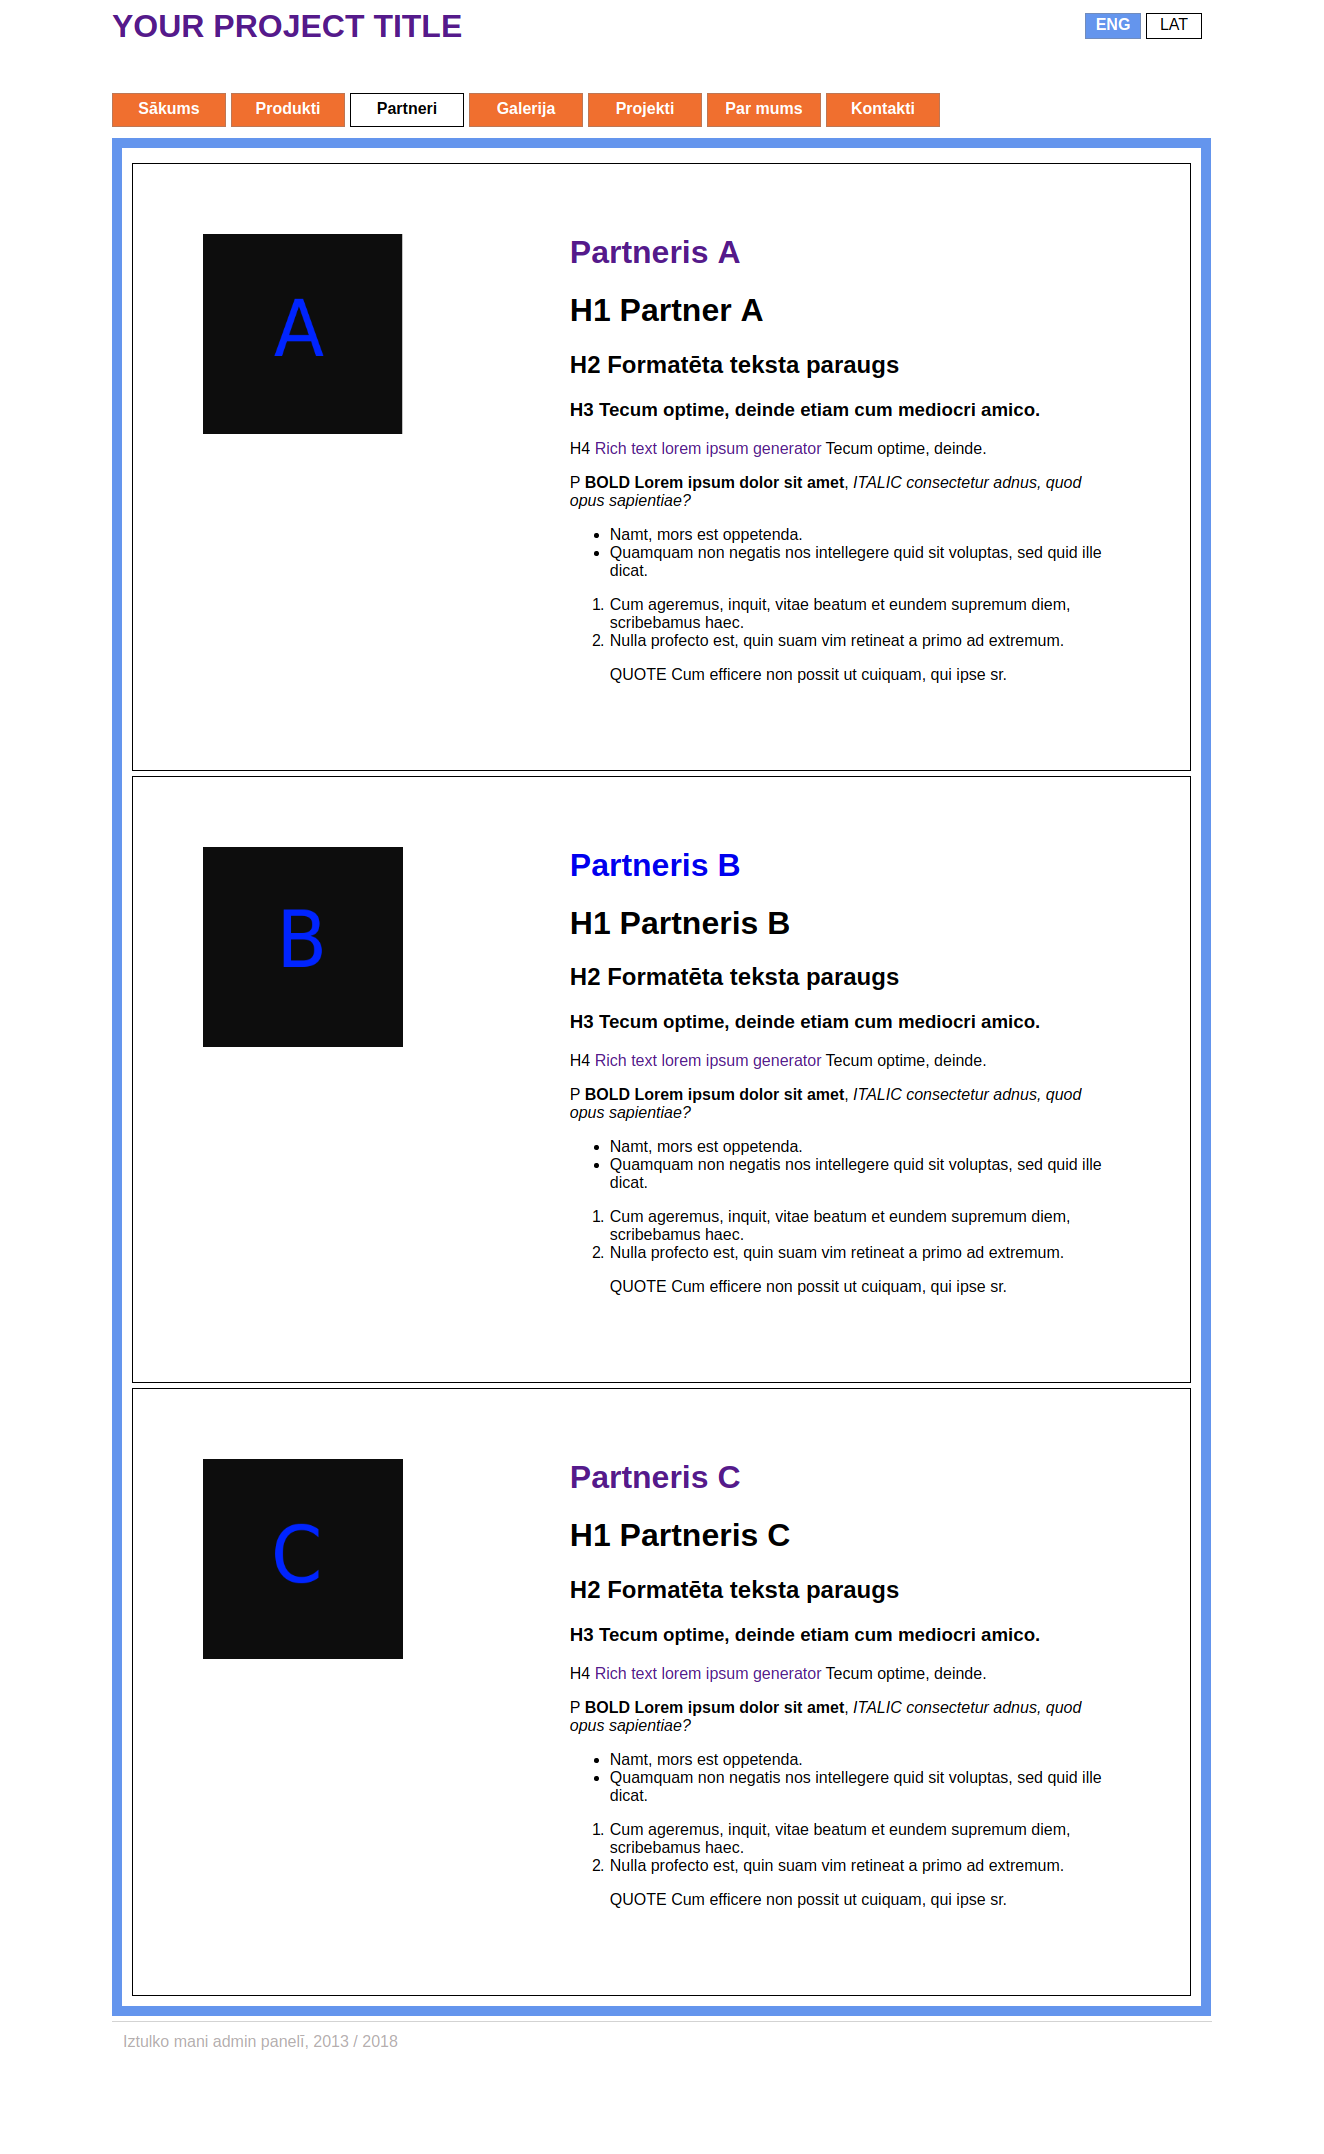 YOUR PROJECT TITLE
ENG LAT
Sākums Produkti Partneri Galerija Projekti Par mums Kontakti
A
Partneris A
H1 Partner A
H2 Formatēta teksta paraugs
H3 Tecum optime, deinde etiam cum mediocri amico.
H4 Rich text lorem ipsum generator Tecum optime, deinde.
P BOLD Lorem ipsum dolor sit amet, ITALIC consectetur adnus, quod
opus sapientiae?
• Namt, mors est oppetenda.
• Quamquam non negatis nos intellegere quid sit voluptas, sed quid ille
dicat.
1. Cum ageremus, inquit, vitae beatum et eundem supremum diem,
scribebamus haec.
2. Nulla profecto est, quin suam vim retineat a primo ad extremum.
QUOTE Cum efficere non possit ut cuiquam, qui ipse sr.
B
Partneris B
H1 Partneris B
H2 Formatēta teksta paraugs
H3 Tecum optime, deinde etiam cum mediocri amico.
H4 Rich text lorem ipsum generator Tecum optime, deinde.
P BOLD Lorem ipsum dolor sit amet, ITALIC consectetur adnus, quod
opus sapientiae?
• Namt, mors est oppetenda.
• Quamquam non negatis nos intellegere quid sit voluptas, sed quid ille
dicat.
1. Cum ageremus, inquit, vitae beatum et eundem supremum diem,
scribebamus haec.
2. Nulla profecto est, quin suam vim retineat a primo ad extremum.
QUOTE Cum efficere non possit ut cuiquam, qui ipse sr.
C
Partneris C
H1 Partneris C
H2 Formatēta teksta paraugs
H3 Tecum optime, deinde etiam cum mediocri amico.
H4 Rich text lorem ipsum generator Tecum optime, deinde.
P BOLD Lorem ipsum dolor sit amet, ITALIC consectetur adnus, quod
opus sapientiae?
• Namt, mors est oppetenda.
• Quamquam non negatis nos intellegere quid sit voluptas, sed quid ille
dicat.
1. Cum ageremus, inquit, vitae beatum et eundem supremum diem,
scribebamus haec.
2. Nulla profecto est, quin suam vim retineat a primo ad extremum.
QUOTE Cum efficere non possit ut cuiquam, qui ipse sr.
Iztulko mani admin panelī, 2013 / 2018